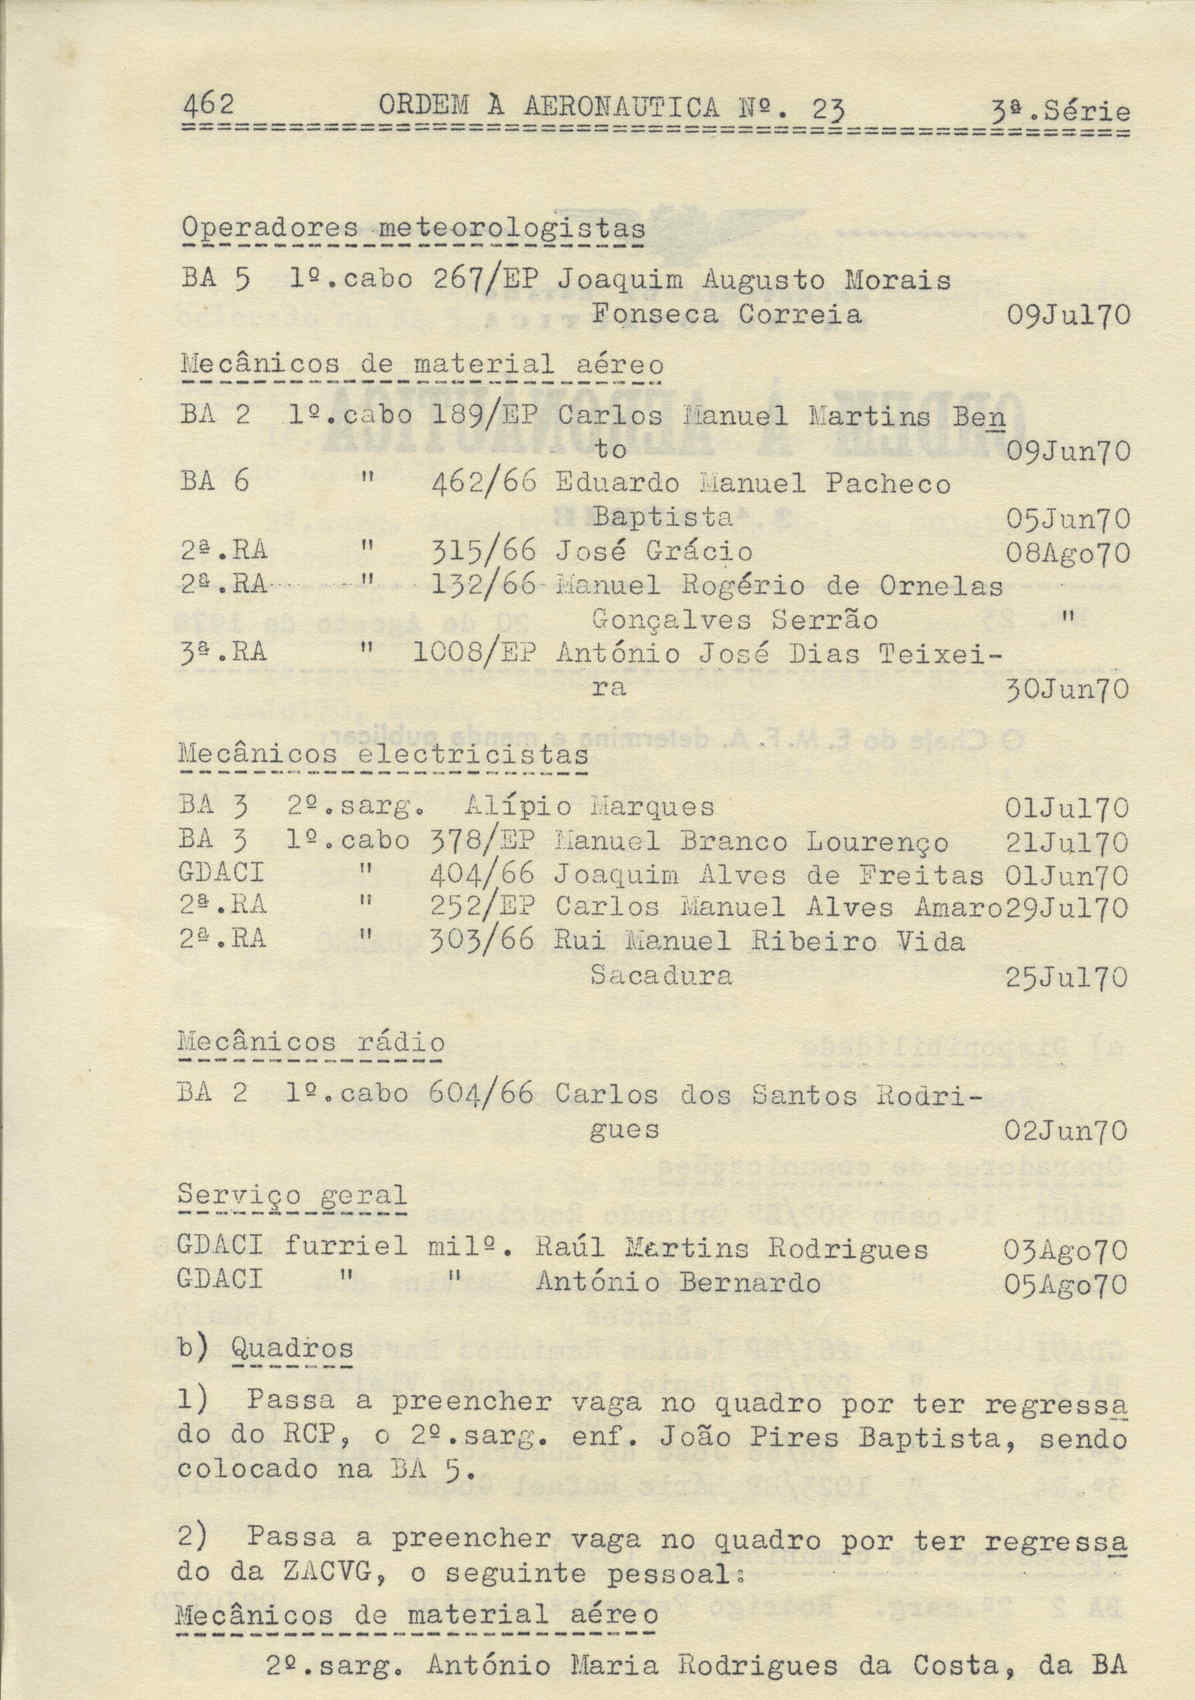 462 ORDEM À AERONAUTICA Nº. 23 3ª.Série
Operadores meteorologistas
BA 5 1º.cabo 267/EP Joaquim Augusto Morais
Fonseca Correia 09Jul70
Mecânicos de material aéreo
BA 2 1º.cabo 189/EP Carlos Manuel Martins Ben
to 09Jun70
BA 6 " 462/66 Eduardo Manuel Pacheco
Baptista 05Jun70
2ª.RA " 315/66 José Grácio 08Ago70
2ª.RA " 132/66 Manuel Rogério de Ornelas
Gonçalves Serrão "
3ª.RA " 1008/EP António José Dias Teixei-
ra 30Jun70
Mecânicos electricistas
BA 3 2º.sarg. Alípio Marques 01Jul70
BA 3 1º.cabo 378/EP Manuel Branco Lourenço 21Jul70
GDACI " 404/66 Joaquim Alves de Freitas 01Jun70
2ª.RA " 252/EP Carlos Manuel Alves Amaro29Jul70
2ª.RA " 303/66 Rui Manuel Ribeiro Vida
Sacadura 25Jul70
Mecânicos rádio
BA 2 1º.cabo 604/66 Carlos dos Santos Rodri-
gues 02Jun70
Serviço geral
GDACI furriel milº. Raúl Martins Rodrigues 03Ago70
GDACI " " António Bernardo 05Ago70
b) Quadros
1) Passa a preencher vaga no quadro por ter regressa
do do RCP, o 2º.sarg. enf. João Pires Baptista, sendo
colocado na BA 5.
2) Passa a preencher vaga no quadro por ter regressa
do da ZACVG, o seguinte pessoal:
Mecânicos de material aéreo
2º.sarg. António Maria Rodrigues da Costa, da BA